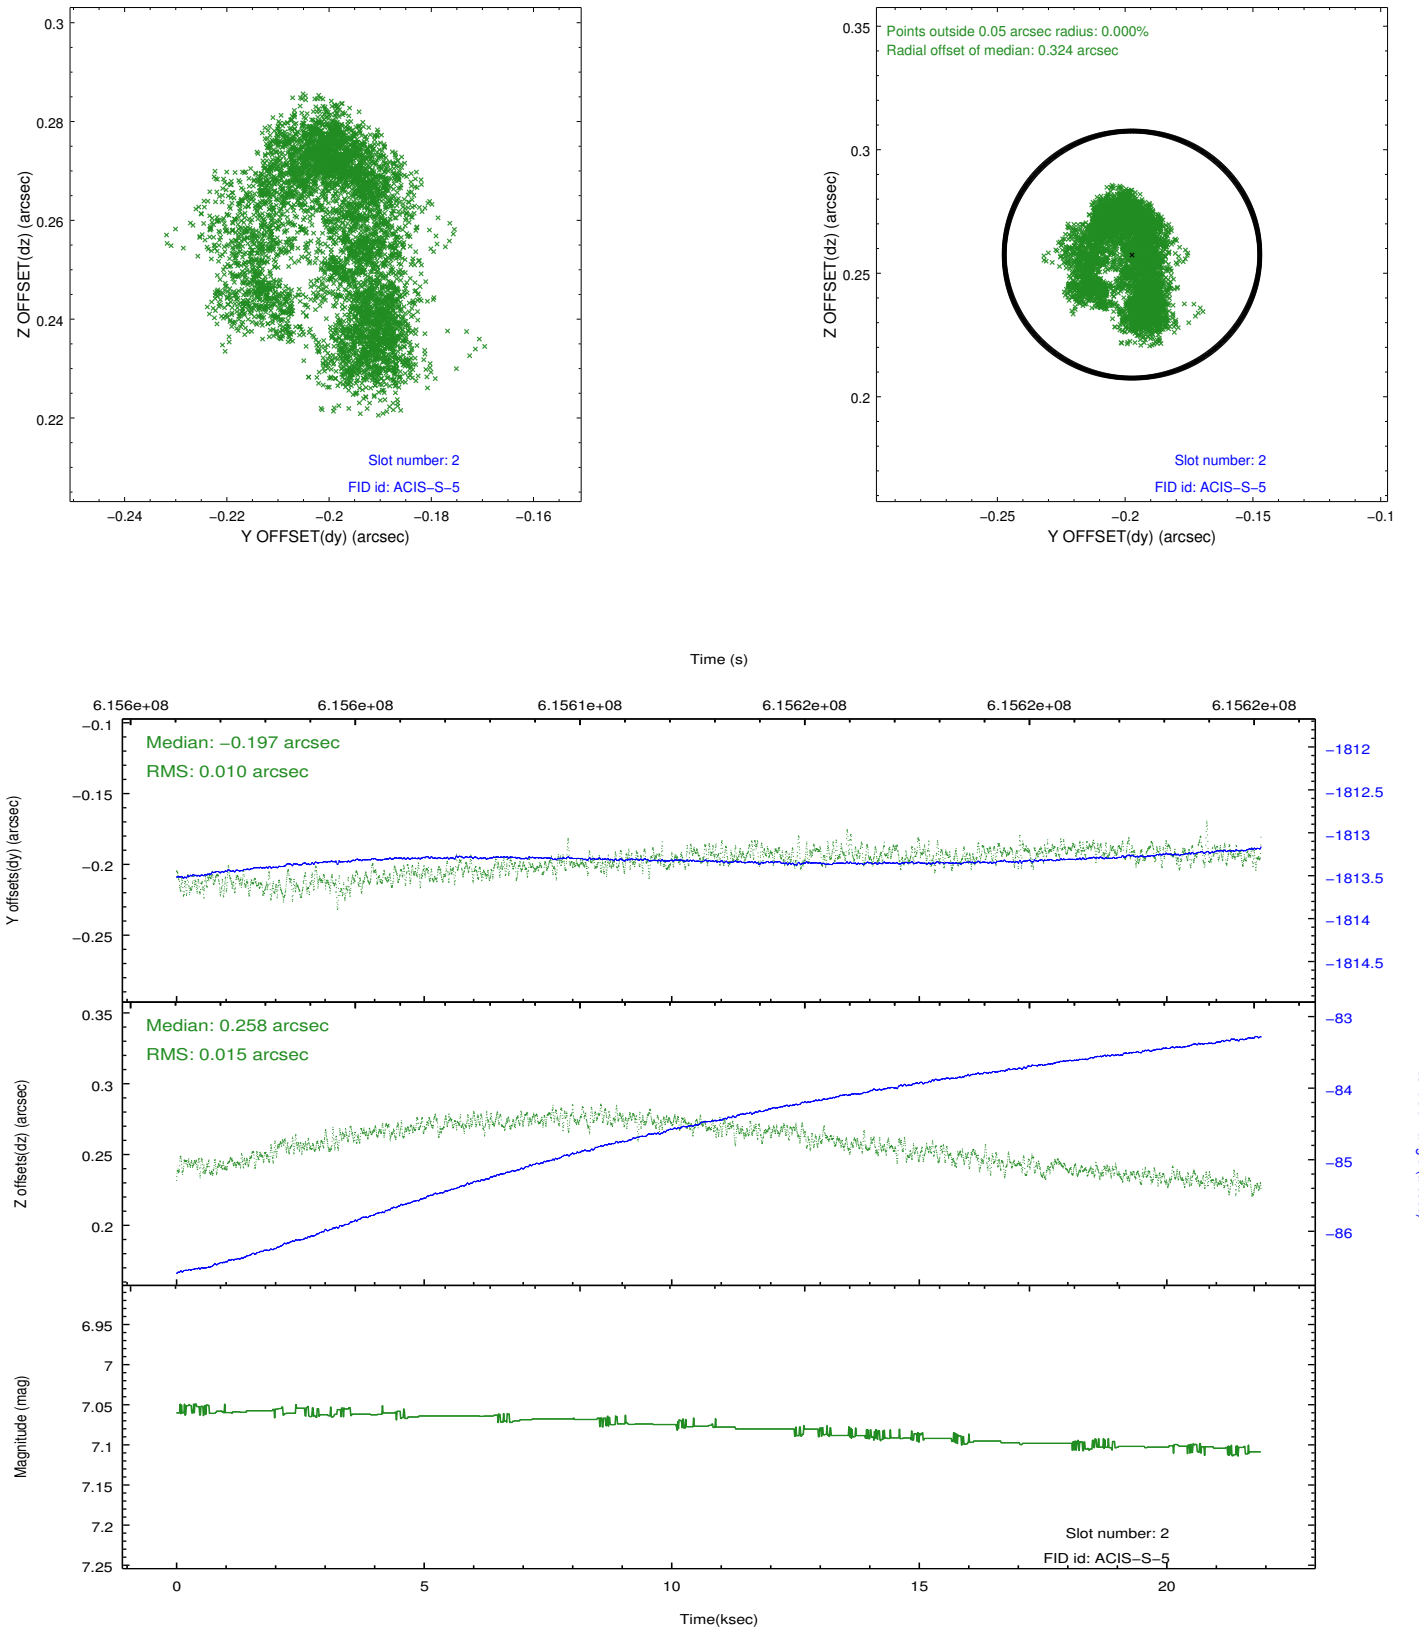 0.3
0.28
0.26
0.24
0.22
Z OFFSET(dz) (arcsec)
Slot number: 2
FID id: ACIS−S−5
−0.24 −0.22 −0.2 −0.18 −0.16
Y OFFSET(dy) (arcsec)
0.35
0.3
0.25
0.2
Z OFFSET(dz) (arcsec)
Points outside 0.05 arcsec radius: 0.000%
Radial offset of median: 0.324 arcsec
Slot number: 2
FID id: ACIS−S−5
−0.25 −0.2 −0.15 −0.1
Y OFFSET(dy) (arcsec)
Time (s)
6.156e+08 6.156e+08 6.1561e+08 6.1562e+08 6.1562e+08 6.1562e+08
−0.1
−0.15
−0.2
−0.25
Y offsets(dy) (arcsec)
Median: −0.197 arcsec
RMS: 0.010 arcsec
−1812
−1812.5
−1813
−1813.5
−1814
−1814.5
0.35
0.3
0.25
0.2
Z offsets(dz) (arcsec)
Median: 0.258 arcsec
RMS: 0.015 arcsec
−83
−84
−85
−86
6.95
7
7.05
7.1
7.15
7.2
7.25
Magnitude (mag)
Slot number: 2
FID id: ACIS−S−5
0 5 10 15 20
Time(ksec)